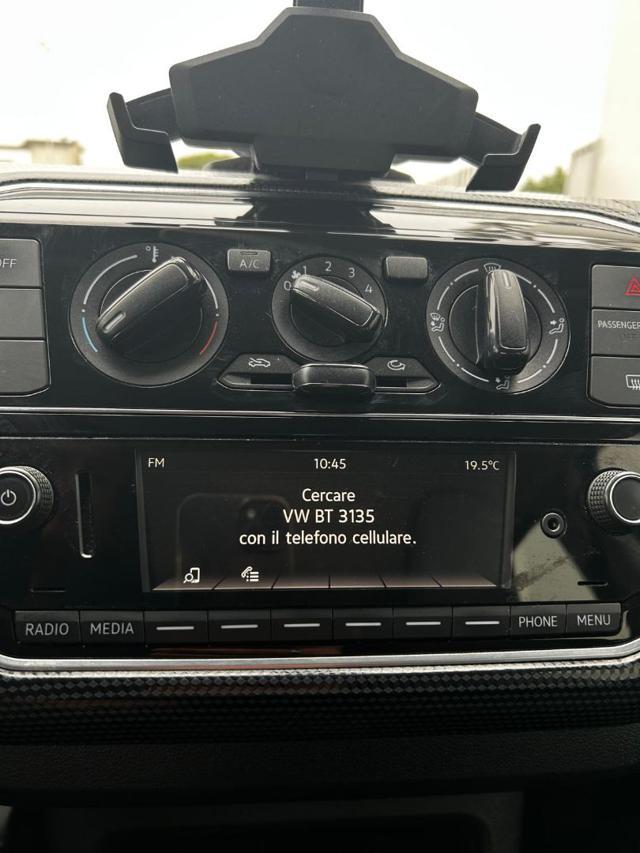 OFF
A/C
0 1 2 3 4
PASSENGER
FM 10:45 19.5°C
Cercare
VW BT 3135
con il telefono cellulare.
RADIO MEDIA PHONE MENU